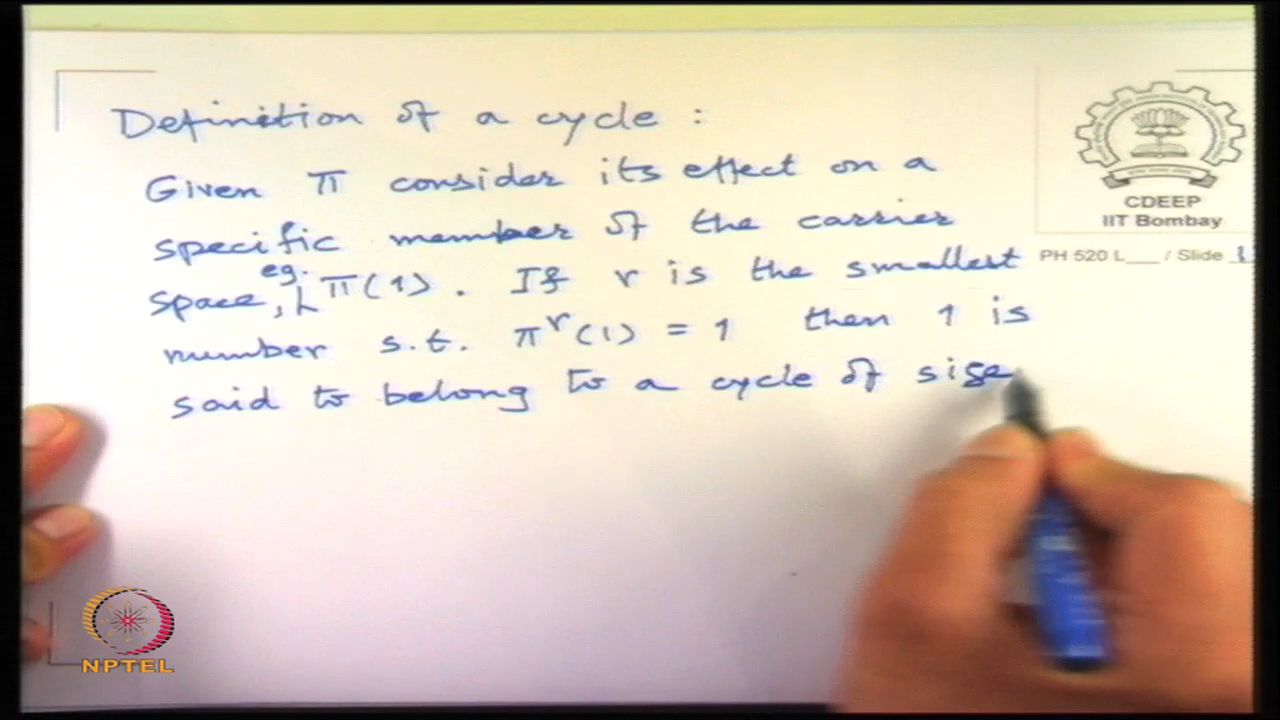 Definition of a cycle :
Given π consider its effect on a
specific member of the carrier
space, e.g. π(1). If r is the smallest
number s.t. π^r(1) = 1 then 1 is
said to belong to a cycle of size
CDEEP
IIT Bombay
PH 520 L___ / Slide 1
NPTEL